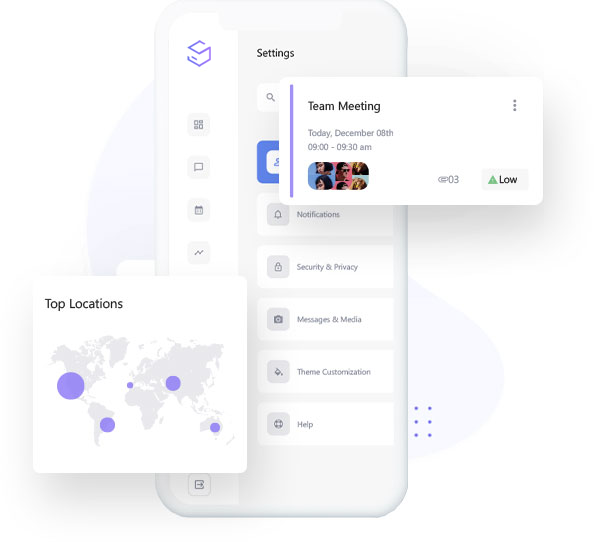 Settings
Team Meeting
Today, December 08th
09:00 - 09:30 am
03
Low
Notifications
Security & Privacy
Top Locations
Messages & Media
Theme Customization
Help